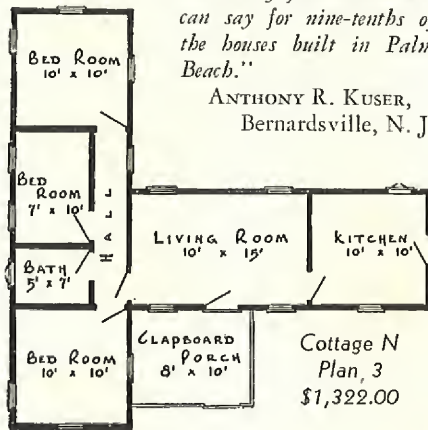 can say for nine-tenths o
the houses built in Palm
Beach."
ANTHONY R. KUSER,
Bernardsville, N. J
BED ROOM
10' x 10'
BED
ROOM
7' x 10'
HALL
BATH
5' x 7'
LIVING ROOM
10' x 15'
KITCHEN
10' x 10'
BED ROOM
10' x 10'
CLAPBOARD
PORCH
8' x 10'
Cottage N
Plan, 3
$1,322.00